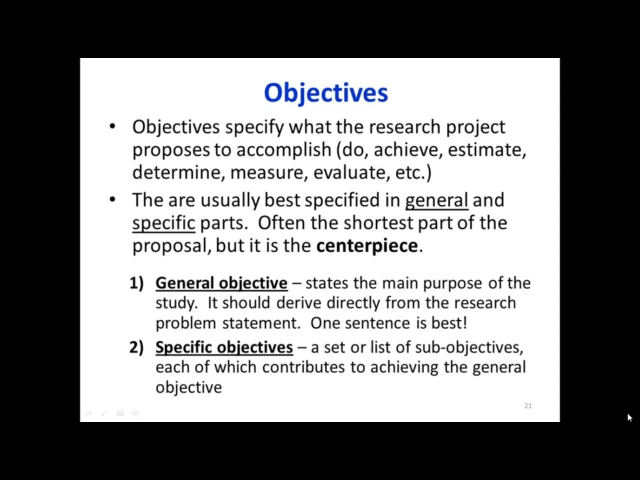 Objectives
• Objectives specify what the research project
proposes to accomplish (do, achieve, estimate,
determine, measure, evaluate, etc.)
• The are usually best specified in general and
specific parts. Often the shortest part of the
proposal, but it is the centerpiece.
1) General objective – states the main purpose of the
study. It should derive directly from the research
problem statement. One sentence is best!
2) Specific objectives – a set or list of sub-objectives,
each of which contributes to achieving the general
objective
21